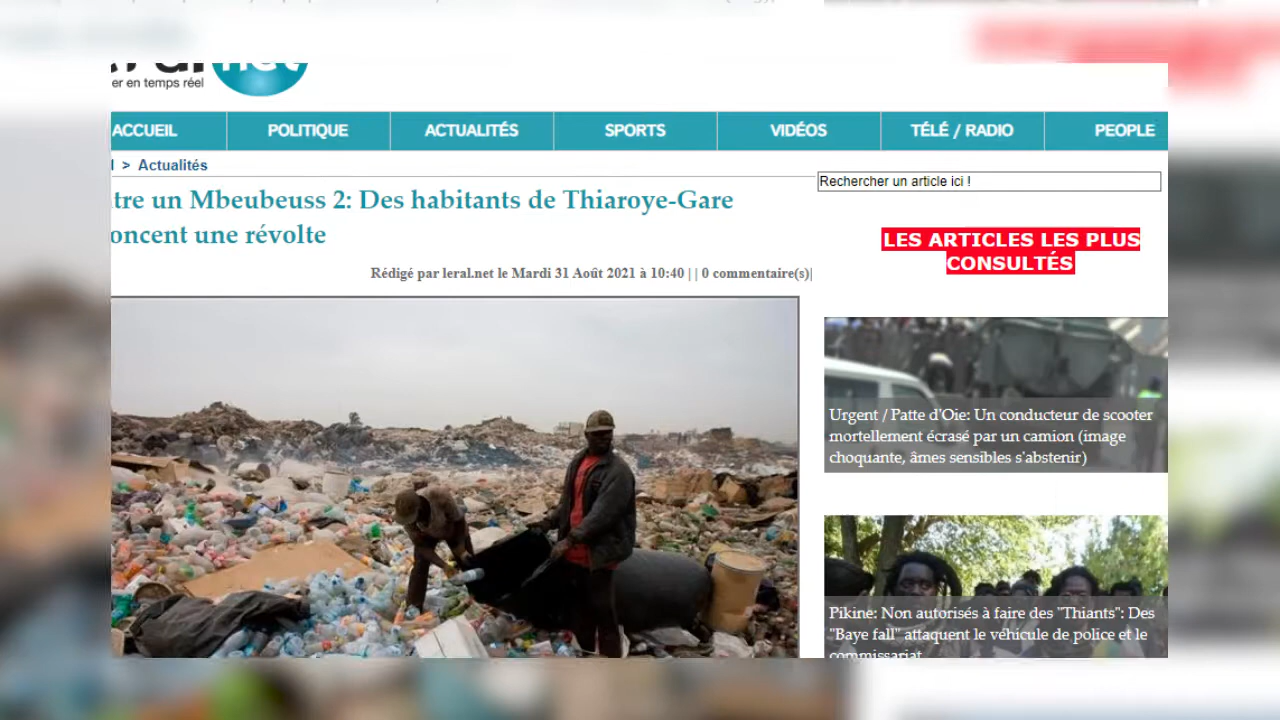 er en temps réel
ACCUEIL POLITIQUE ACTUALITÉS SPORTS VIDÉOS TÉLÉ / RADIO PEOPLE
> Actualités
Rechercher un article ici !
tre un Mbeubeuss 2: Des habitants de Thiaroye-Gare
oncent une révolte
Rédigé par leral.net le Mardi 31 Août 2021 à 10:40 | | 0 commentaire(s)|
LES ARTICLES LES PLUS
CONSULTÉS
Urgent / Patte d'Oie: Un conducteur de scooter
mortellement écrasé par un camion (image
choquante, âmes sensibles s'abstenir)
Pikine: Non autorisés à faire des "Thiants": Des
"Baye fall" attaquent le véhicule de police et le
commissariat